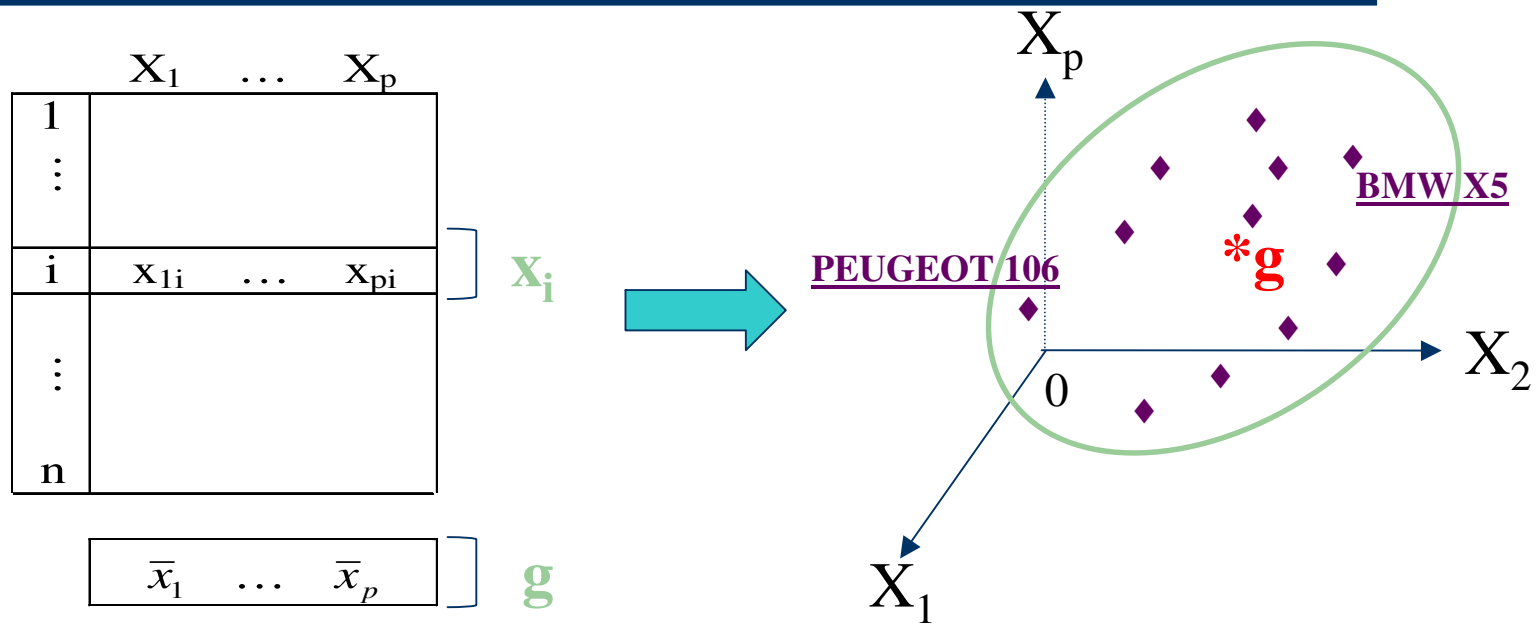 X₁ … Xₚ
1
⋮
i x₁ᵢ … xₚᵢ
⋮
n
xᵢ
x̄₁ … x̄ₚ
g
Xₚ
BMW X5
PEUGEOT 106
*g
X₂
0
X₁